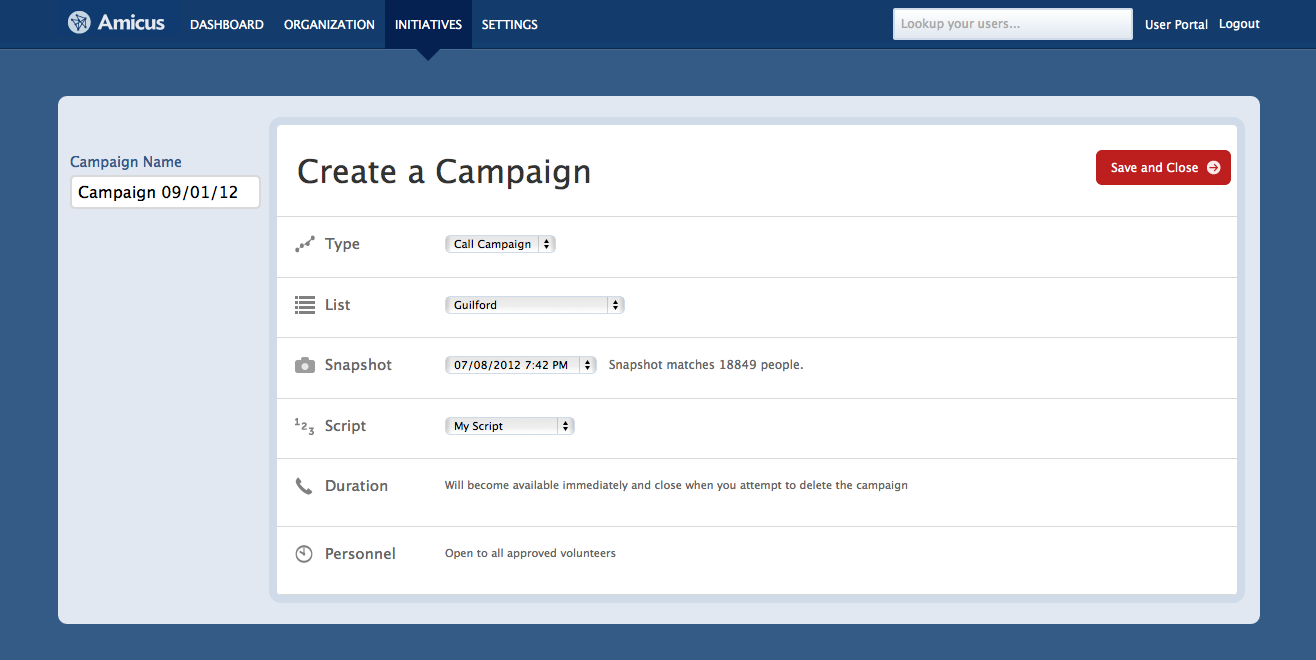 Amicus DASHBOARD ORGANIZATION INITIATIVES SETTINGS Lookup your users... User Portal Logout
Campaign Name
Campaign 09/01/12
Create a Campaign
Save and Close
Type Call Campaign
List Guilford
Snapshot 07/08/2012 7:42 PM Snapshot matches 18849 people.
123 Script My Script
Duration Will become available immediately and close when you attempt to delete the campaign
Personnel Open to all approved volunteers